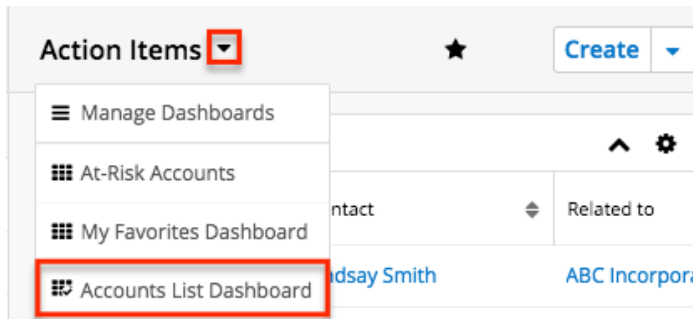 Action Items
Create
Manage Dashboards
At-Risk Accounts
ntact
Related to
My Favorites Dashboard
dsay Smith
ABC Incorpora
Accounts List Dashboard